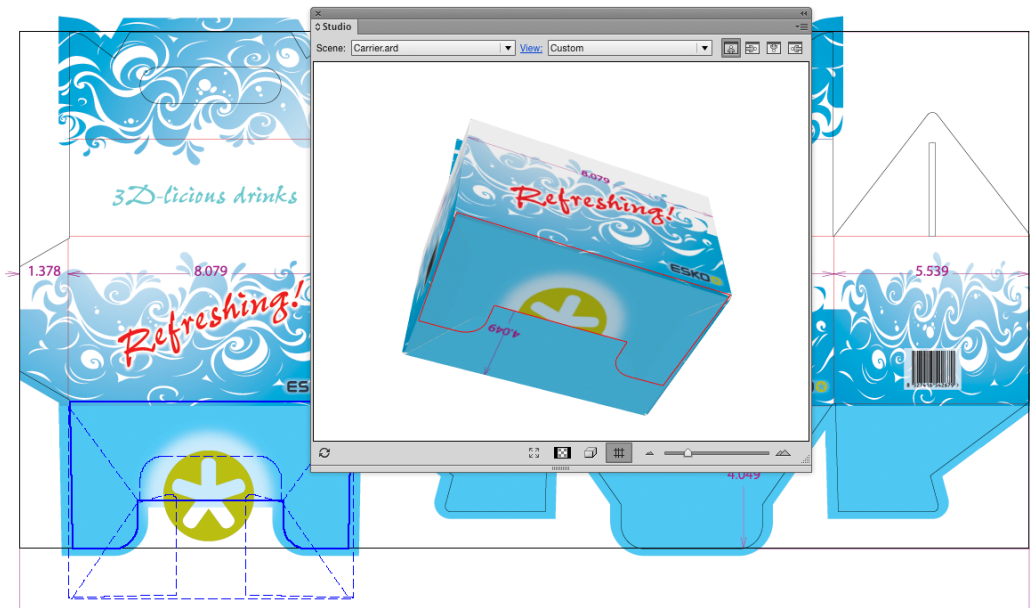 Studio
Scene: Carrier.ard View: Custom
8.079
Refreshing!
ESKO
4.049
3D-licious drinks
1.378 8.079 5.539
Refreshing!
ES
4.049